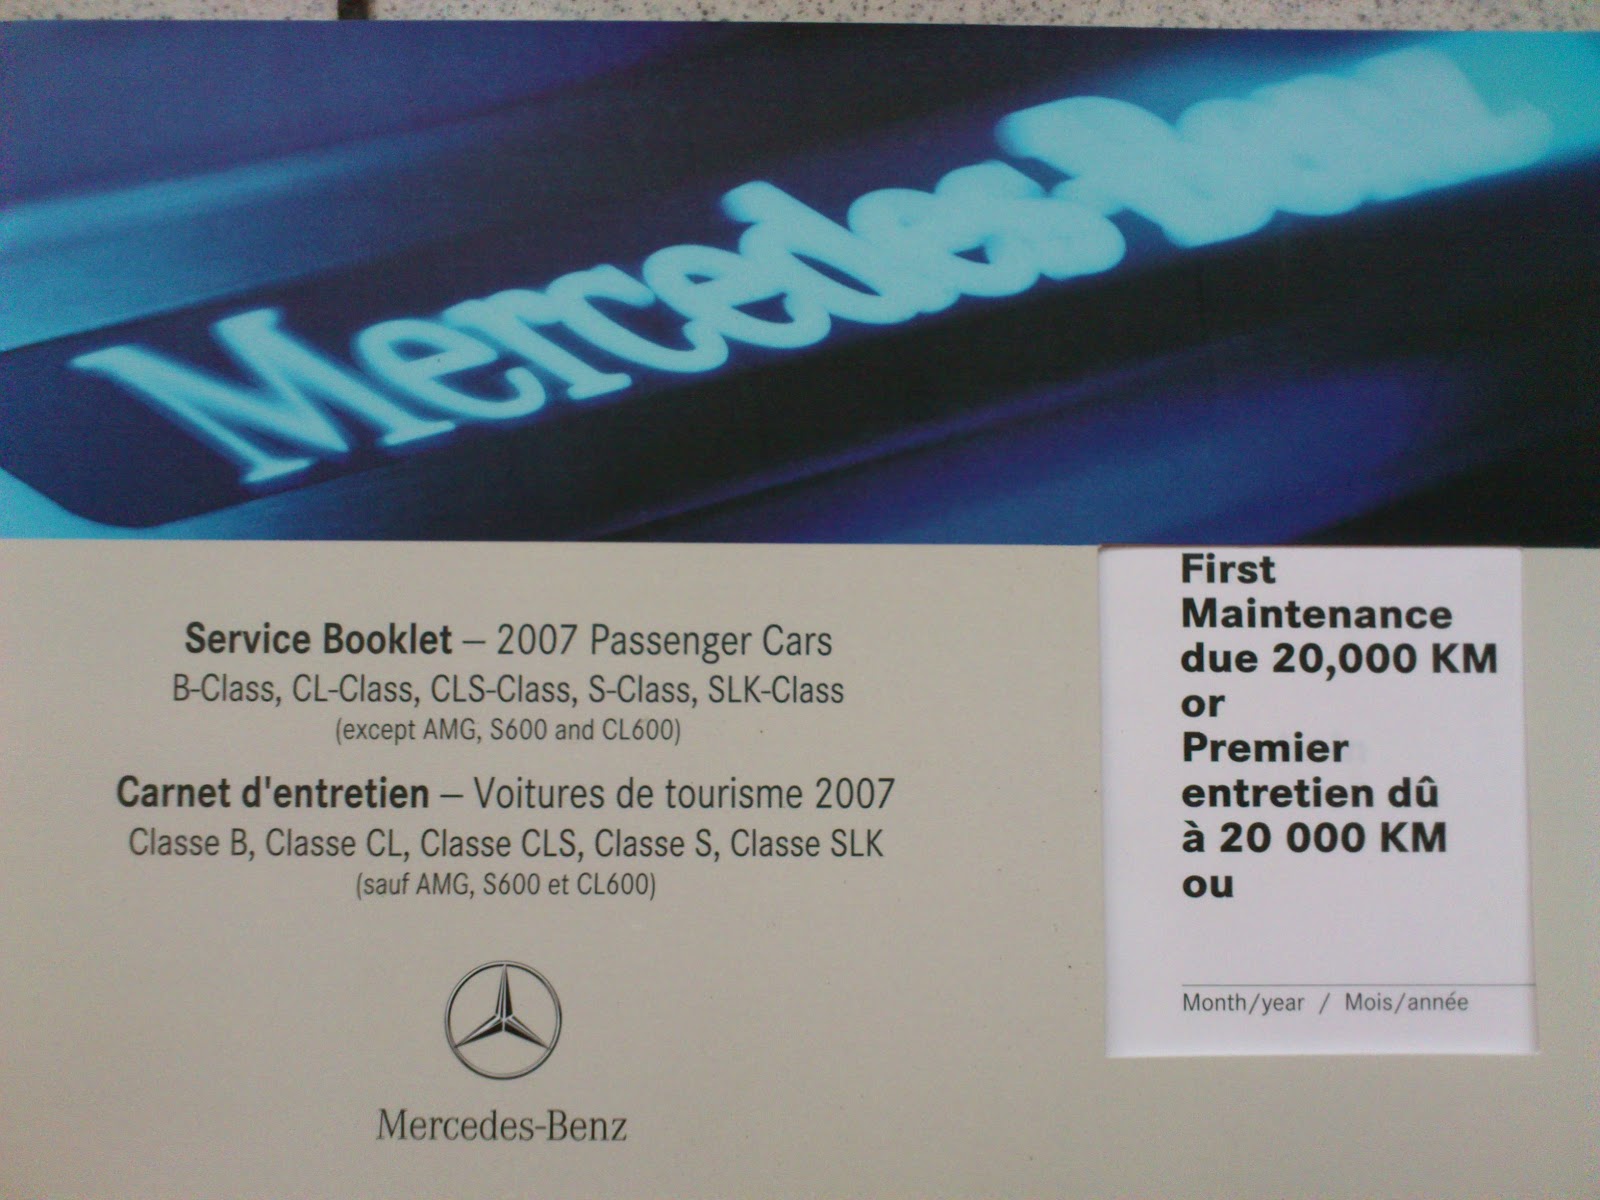 Mercedes-Benz
Service Booklet – 2007 Passenger Cars
B-Class, CL-Class, CLS-Class, S-Class, SLK-Class
(except AMG, S600 and CL600)
Carnet d'entretien – Voitures de tourisme 2007
Classe B, Classe CL, Classe CLS, Classe S, Classe SLK
(sauf AMG, S600 et CL600)
Mercedes-Benz
First
Maintenance
due 20,000 KM
or
Premier
entretien dû
à 20 000 KM
ou
Month/year / Mois/année